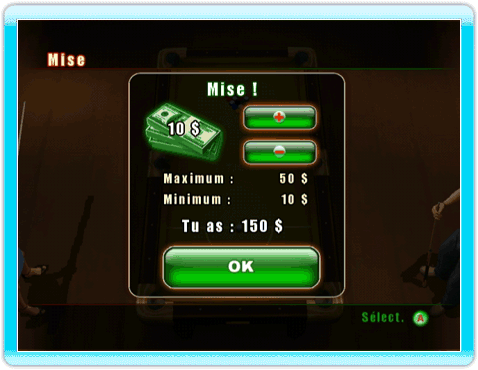 Mise
Mise !
10 $
Maximum : 50 $
Minimum : 10 $
Tu as : 150 $
OK
Sélect. A